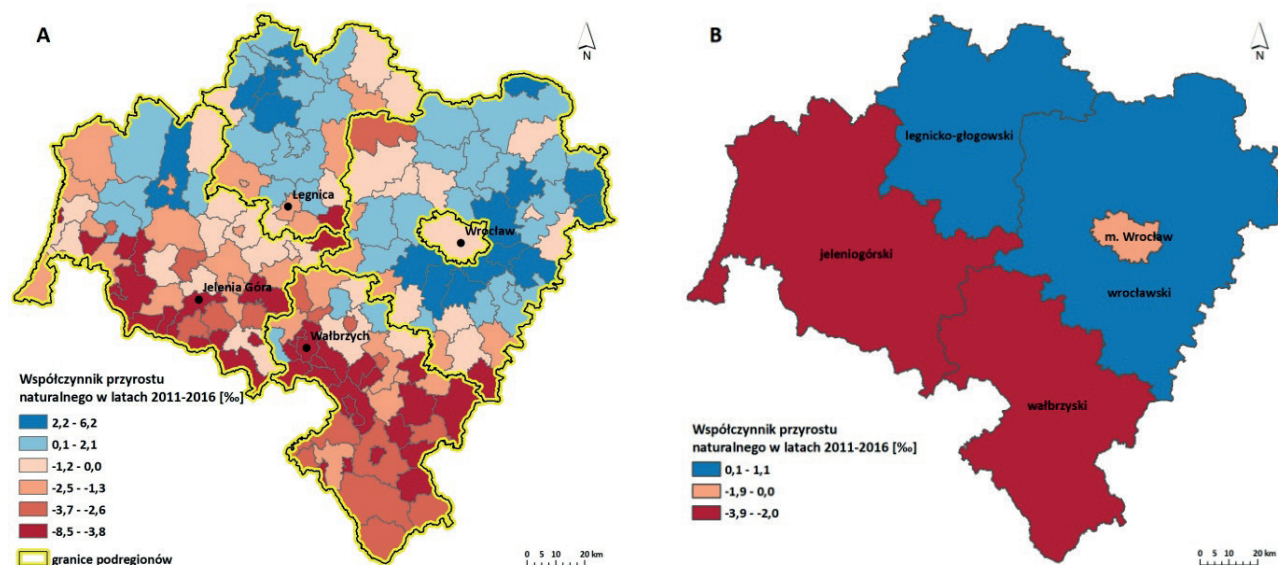 A
N
Legnica
Wrocław
Jelenia Góra
Wałbrzych
Współczynnik przyrostu
naturalnego w latach 2011-2016 [‰]
2,2 - 6,2
0,1 - 2,1
-1,2 - 0,0
-2,5 - -1,3
-3,7 - -2,6
-8,5 - -3,8
granice podregionów
0 5 10 20 km
B
N
legnicko-głogowski
jeleniogórski
m. Wrocław
wrocławski
wałbrzyski
Współczynnik przyrostu
naturalnego w latach 2011-2016 [‰]
0,1 - 1,1
-1,9 - 0,0
-3,9 - -2,0
0 5 10 20 km